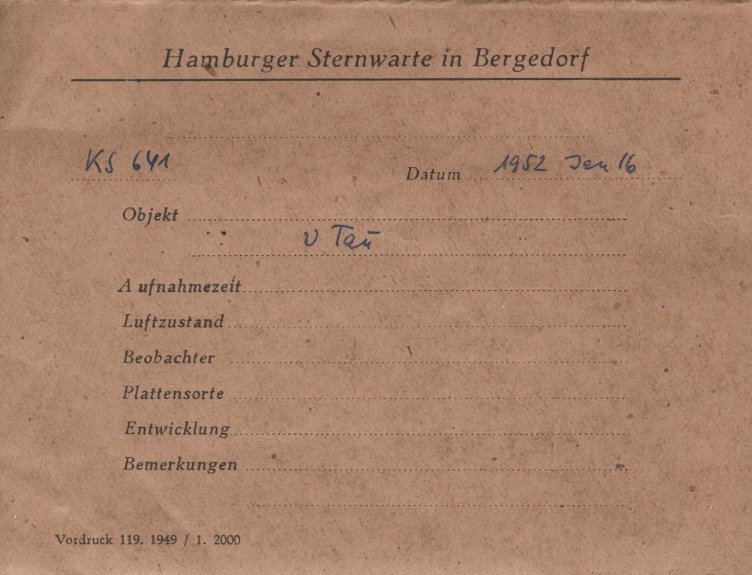 Hamburger Sternwarte in Bergedorf
KS 641 Datum 1952 Jan 16
Objekt
υ Tau
Aufnahmezeit
Luftzustand
Beobachter
Plattensorte
Entwicklung
Bemerkungen
Vordruck 119. 1949 / 1. 2000